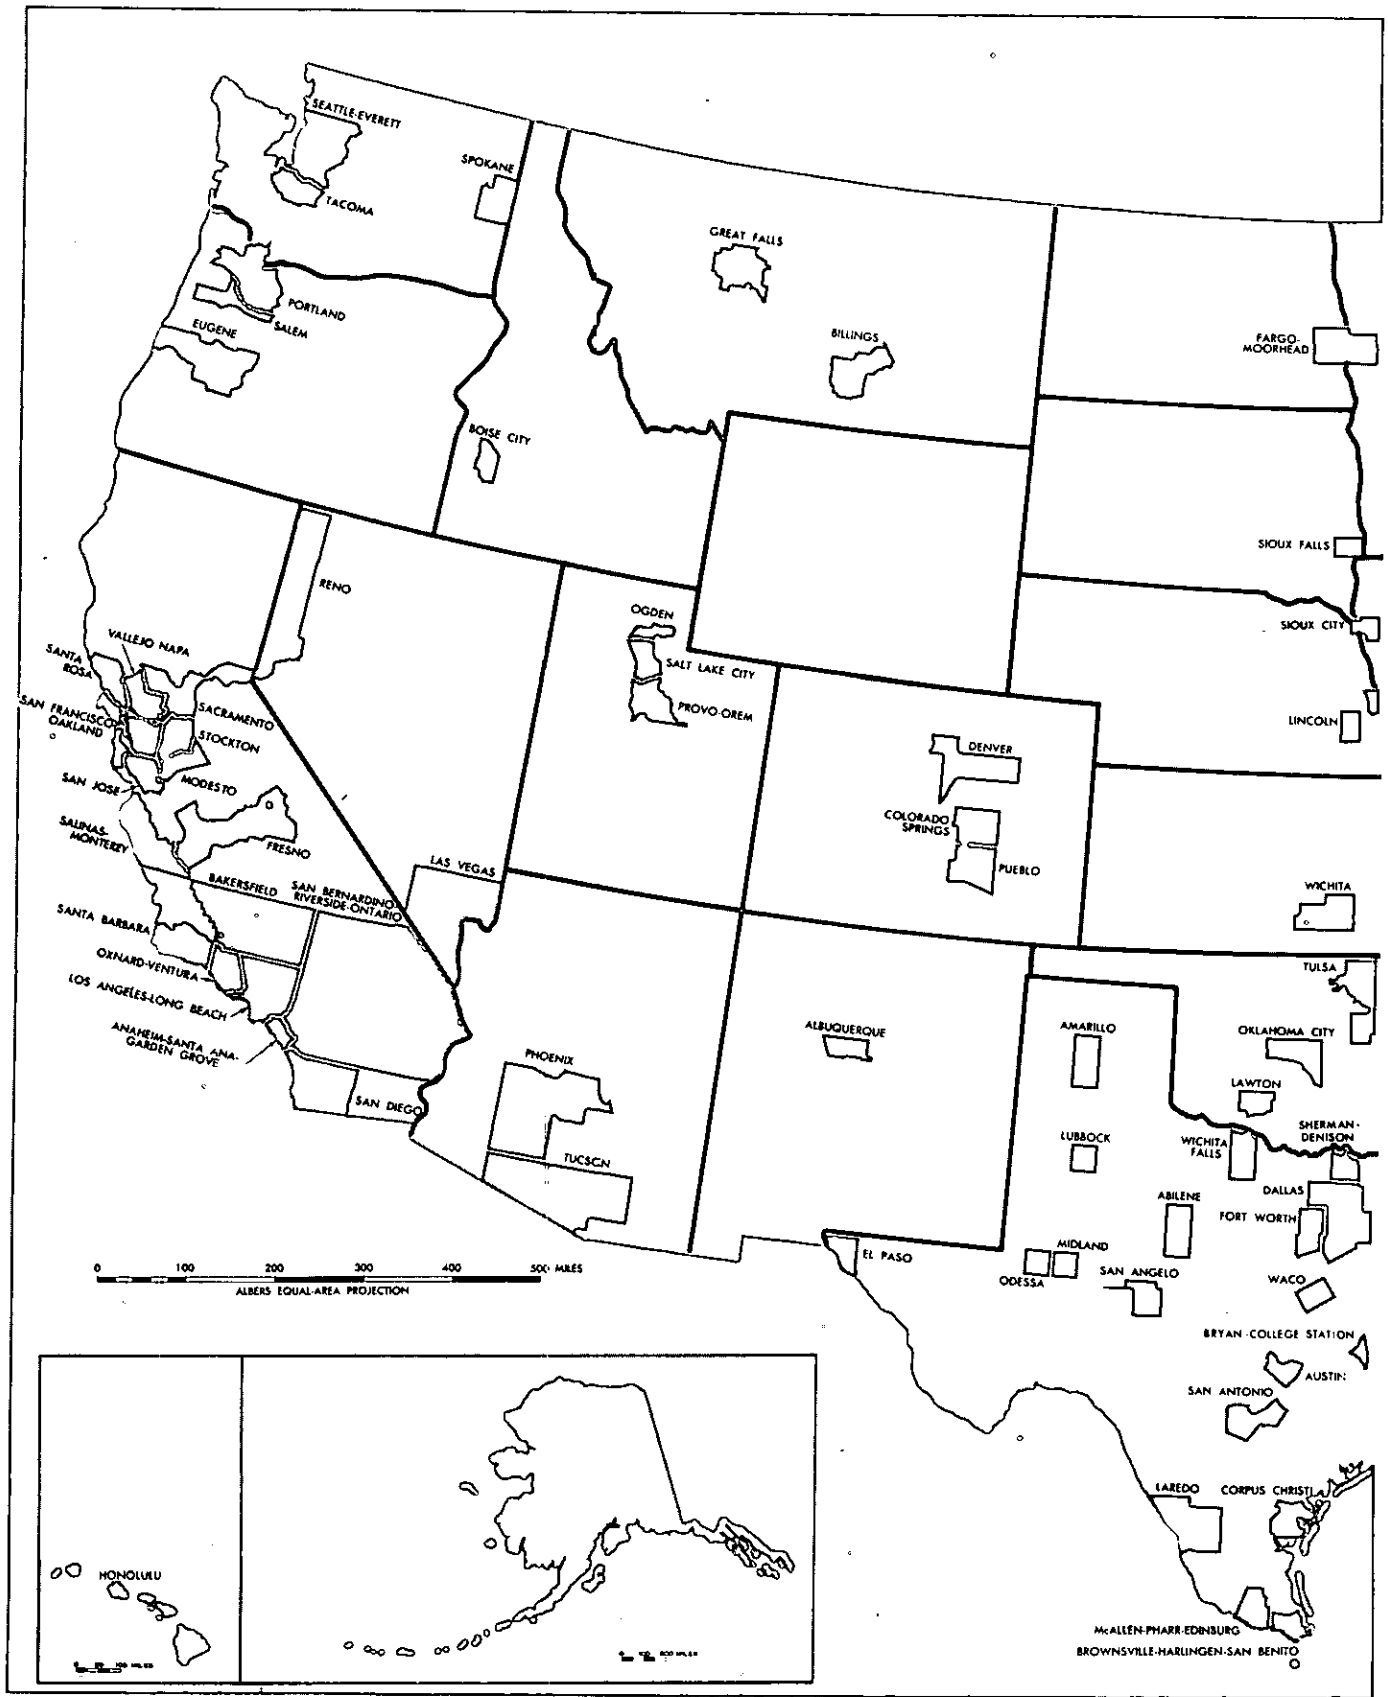 SEATTLE-EVERETT
SPOKANE
TACOMA
GREAT FALLS
PORTLAND
SALEM
EUGENE
BILLINGS
FARGO-
MOORHEAD
BOISE CITY
SIOUX FALLS
RENO
OGDEN
SIOUX CITY
VALLEJO NAPA
SANTA
ROSA
SALT LAKE CITY
PROVO-OREM
SAN FRANCISCO
OAKLAND
SACRAMENTO
STOCKTON
LINCOLN
DENVER
SAN JOSE
MODESTO
COLORADO
SPRINGS
SALINAS-
MONTEREY
FRESNO
LAS VEGAS
PUEBLO
BAKERSFIELD
SAN BERNARDINO-
RIVERSIDE-ONTARIO
WICHITA
SANTA BARBARA
OXNARD-VENTURA
TULSA
LOS ANGELES-LONG BEACH
ANAHEIM-SANTA ANA-
GARDEN GROVE
ALBUQUERQUE
AMARILLO
OKLAHOMA CITY
PHOENIX
LAWTON
SAN DIEGO
SHERMAN-
DENISON
LUBBOCK
WICHITA
FALLS
TUCSON
DALLAS
ABILENE
FORT WORTH
EL PASO
MIDLAND
ODESSA
SAN ANGELO
WACO
0 100 200 300 400 500 MILES
ALBERS EQUAL-AREA PROJECTION
BRYAN-COLLEGE STATION
AUSTIN
SAN ANTONIO
LAREDO
CORPUS CHRISTI
HONOLULU
McALLEN-PHARR-EDINBURG
BROWNSVILLE-HARLINGEN-SAN BENITO